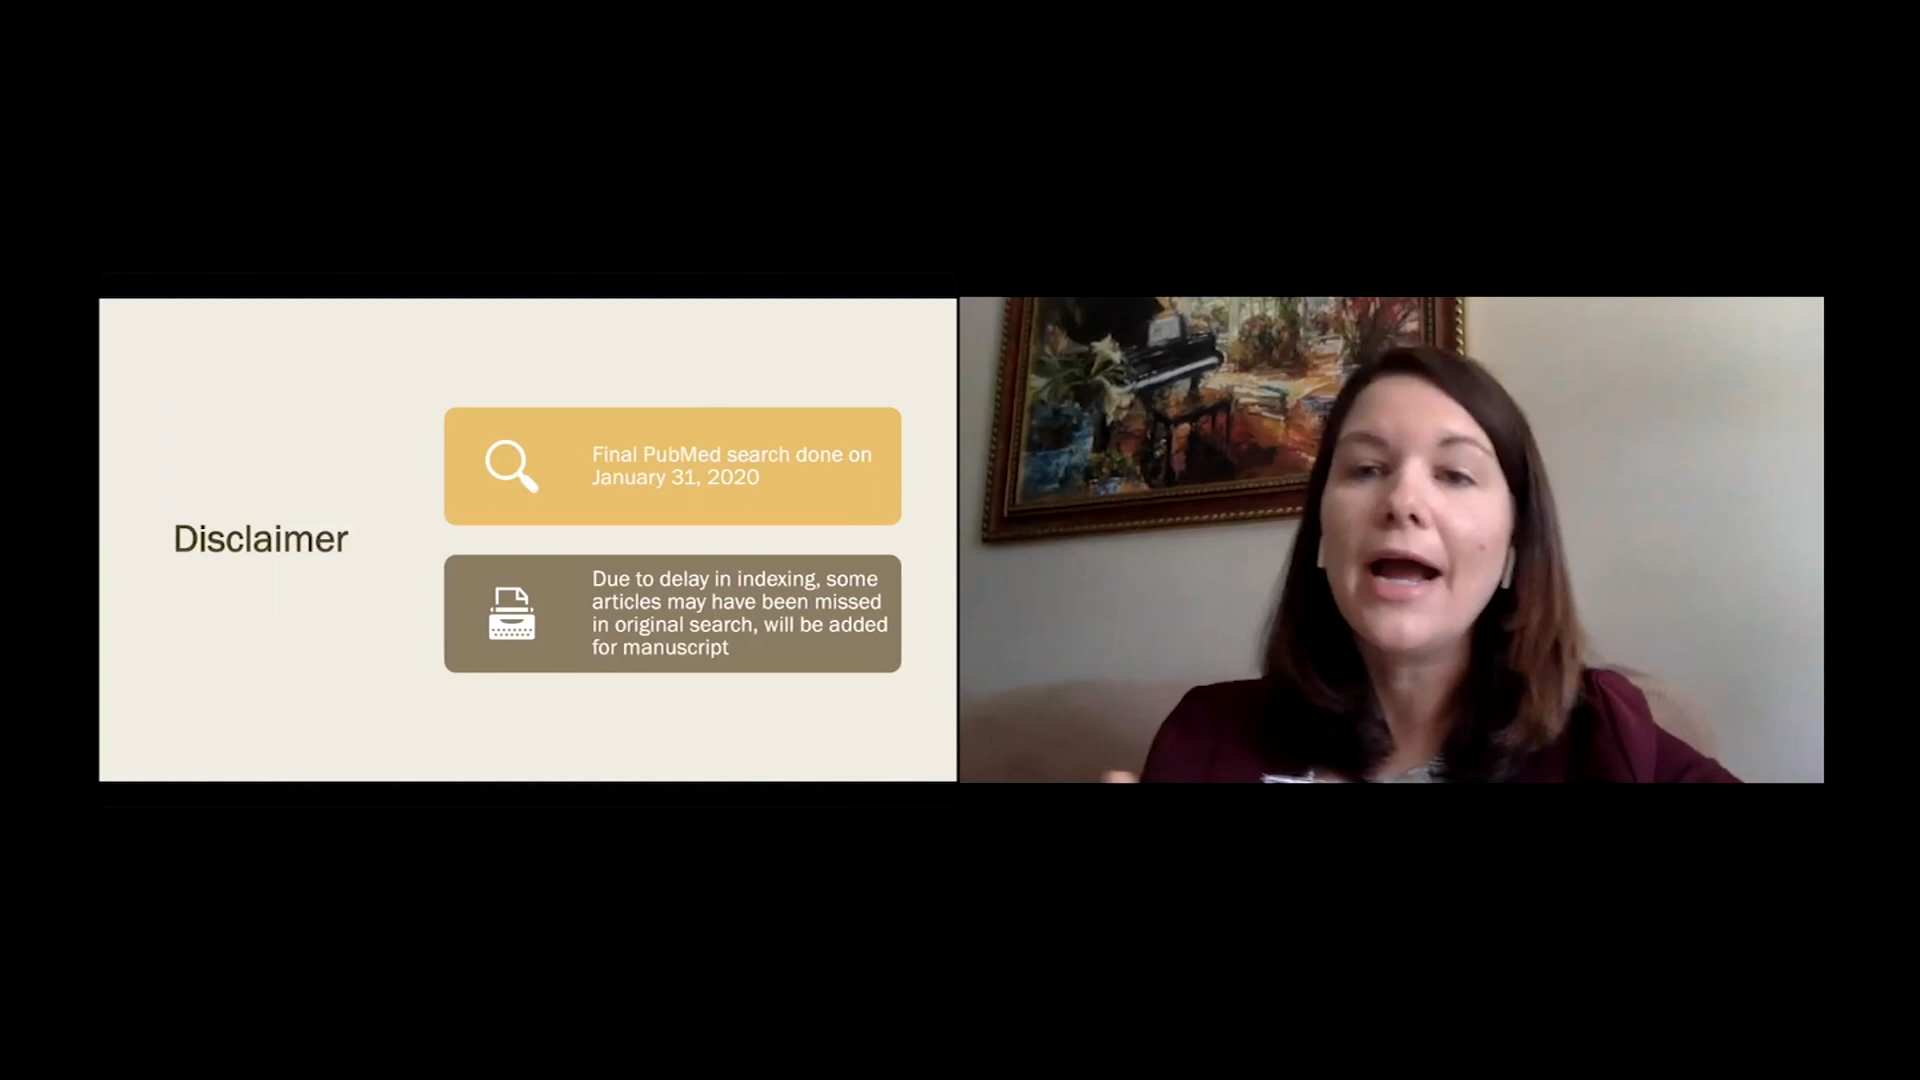 Disclaimer
Final PubMed search done on
January 31, 2020
Due to delay in indexing, some
articles may have been missed
in original search, will be added
for manuscript